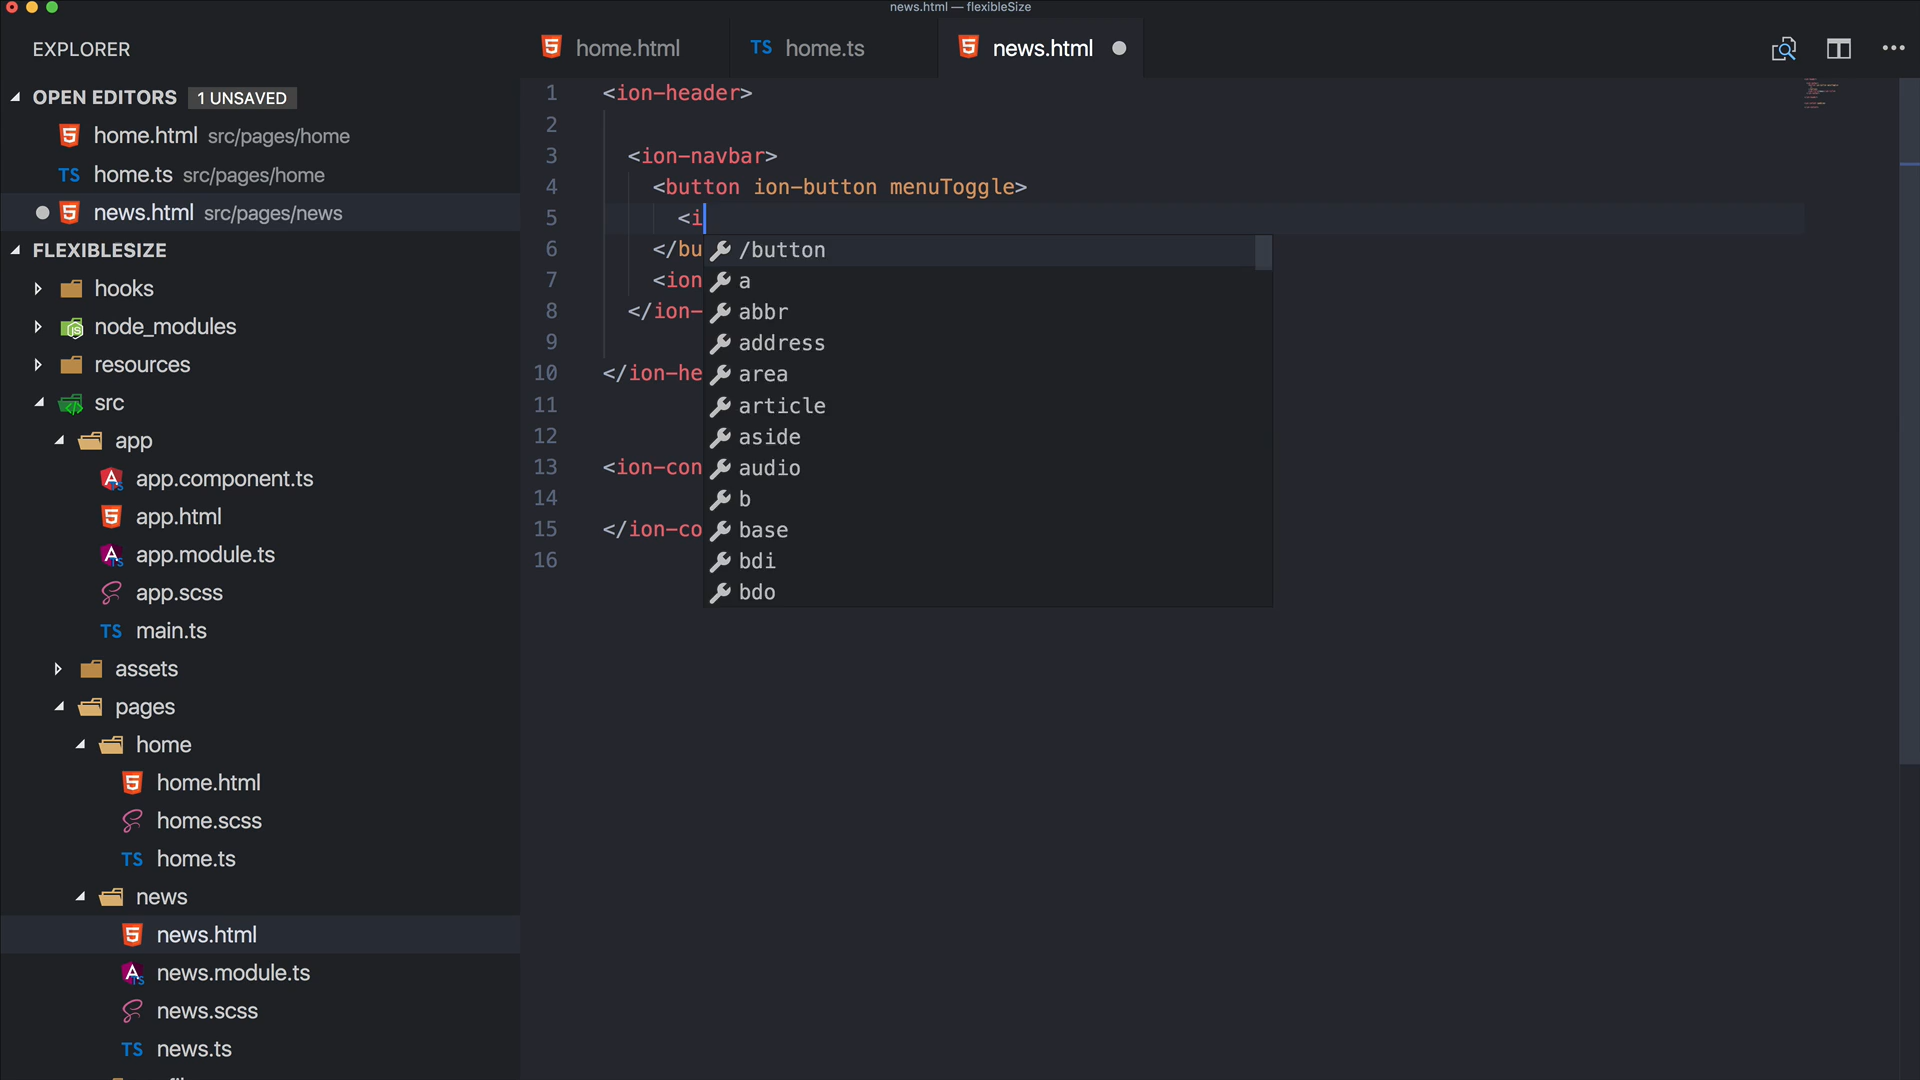 news.html — flexibleSize
EXPLORER
OPEN EDITORS 1 UNSAVED
home.html src/pages/home
TS home.ts src/pages/home
news.html src/pages/news
FLEXIBLESIZE
hooks
node_modules
resources
src
app
app.component.ts
app.html
app.module.ts
app.scss
TS main.ts
assets
pages
home
home.html
home.scss
TS home.ts
news
news.html
news.module.ts
news.scss
TS news.ts
home.html
TS home.ts
news.html
1 <ion-header>
2
3 <ion-navbar>
4 <button ion-button menuToggle>
5 <i
6 </bu
7 <ion
8 </ion-
9
10 </ion-he
11
12
13 <ion-con
14
15 </ion-co
16
/button
a
abbr
address
area
article
aside
audio
b
base
bdi
bdo